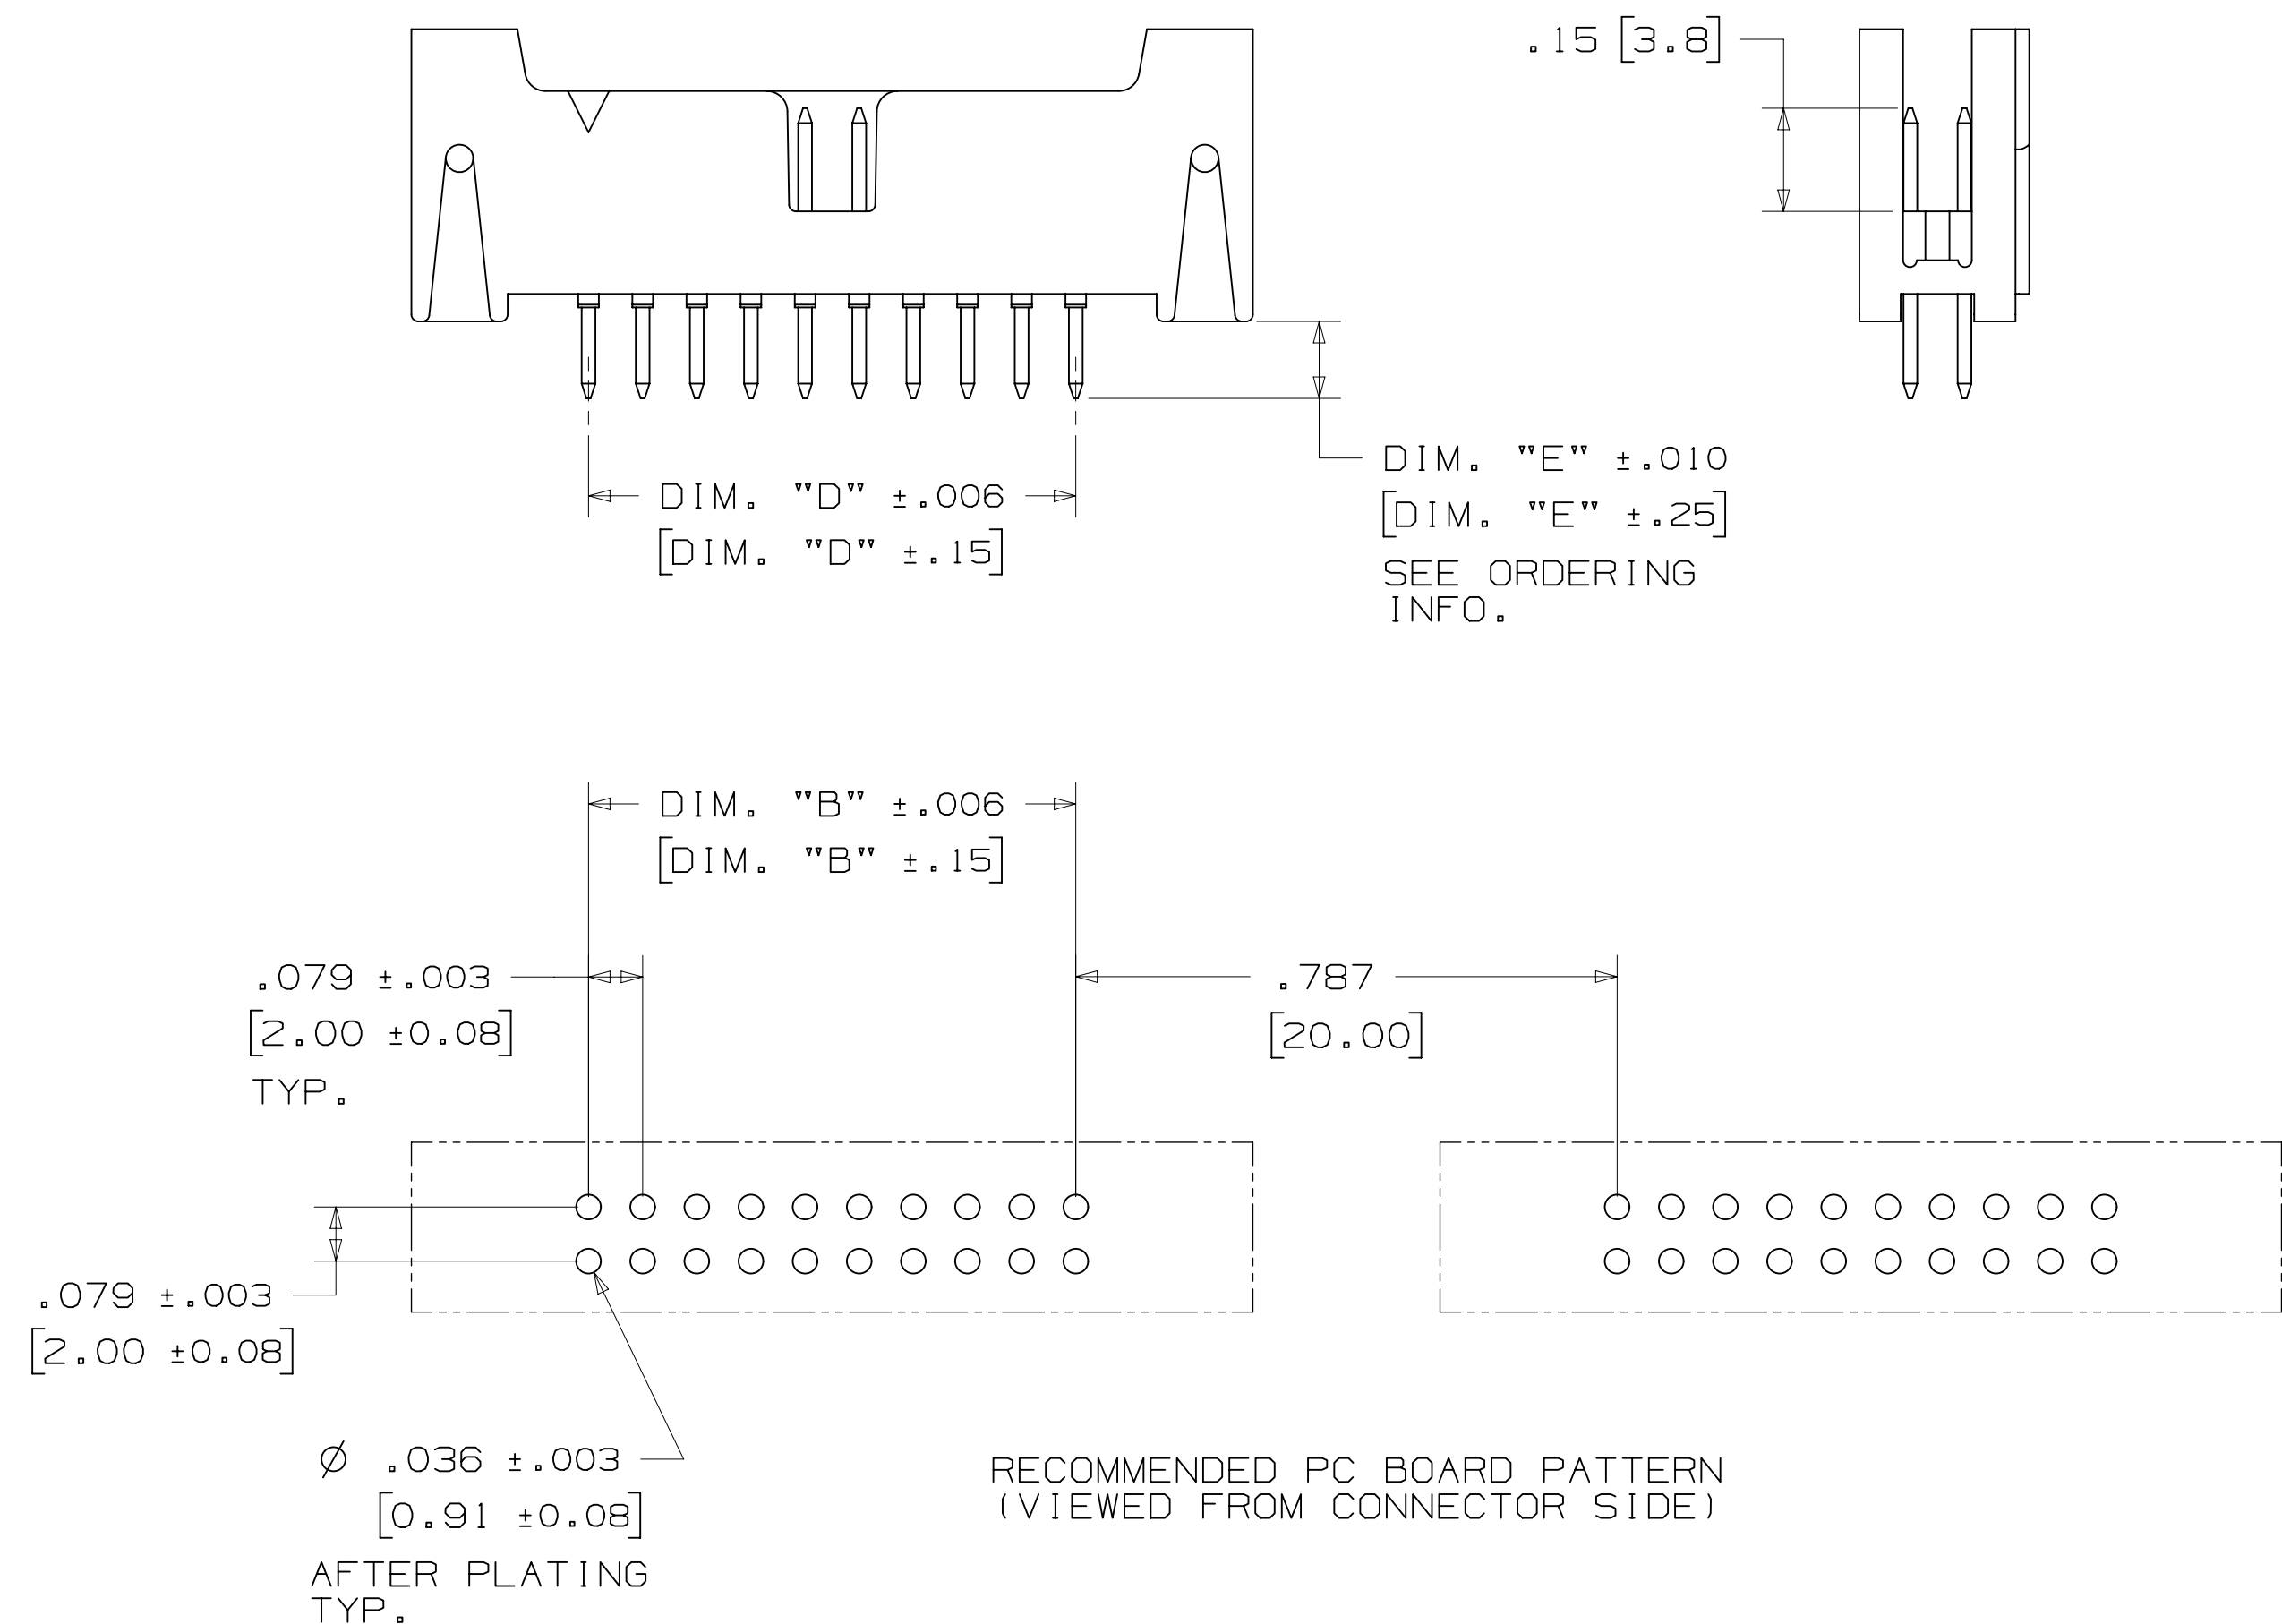 .15 [3.8]
DIM. "E" ±.010
[DIM. "E" ±.25]
SEE ORDERING
INFO.
DIM. "D" ±.006
[DIM. "D" ±.15]
DIM. "B" ±.006
[DIM. "B" ±.15]
.079 ±.003
[2.00 ±0.08]
TYP.
.787
[20.00]
.079 ±.003
[2.00 ±0.08]
Ø .036 ±.003
[0.91 ±0.08]
AFTER PLATING
TYP.
RECOMMENDED PC BOARD PATTERN
(VIEWED FROM CONNECTOR SIDE)